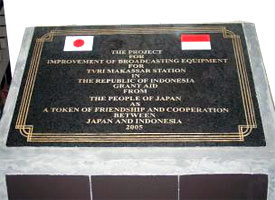 THE PROJECT
FOR
IMPROVEMENT OF BROADCASTING EQUIPMENT
FOR
TVRI MAKASSAR STATION
IN
THE REPUBLIC OF INDONESIA
GRANT AID
FROM
THE PEOPLE OF JAPAN
AS
A TOKEN OF FRIENDSHIP AND COOPERATION
BETWEEN
JAPAN AND INDONESIA
2005